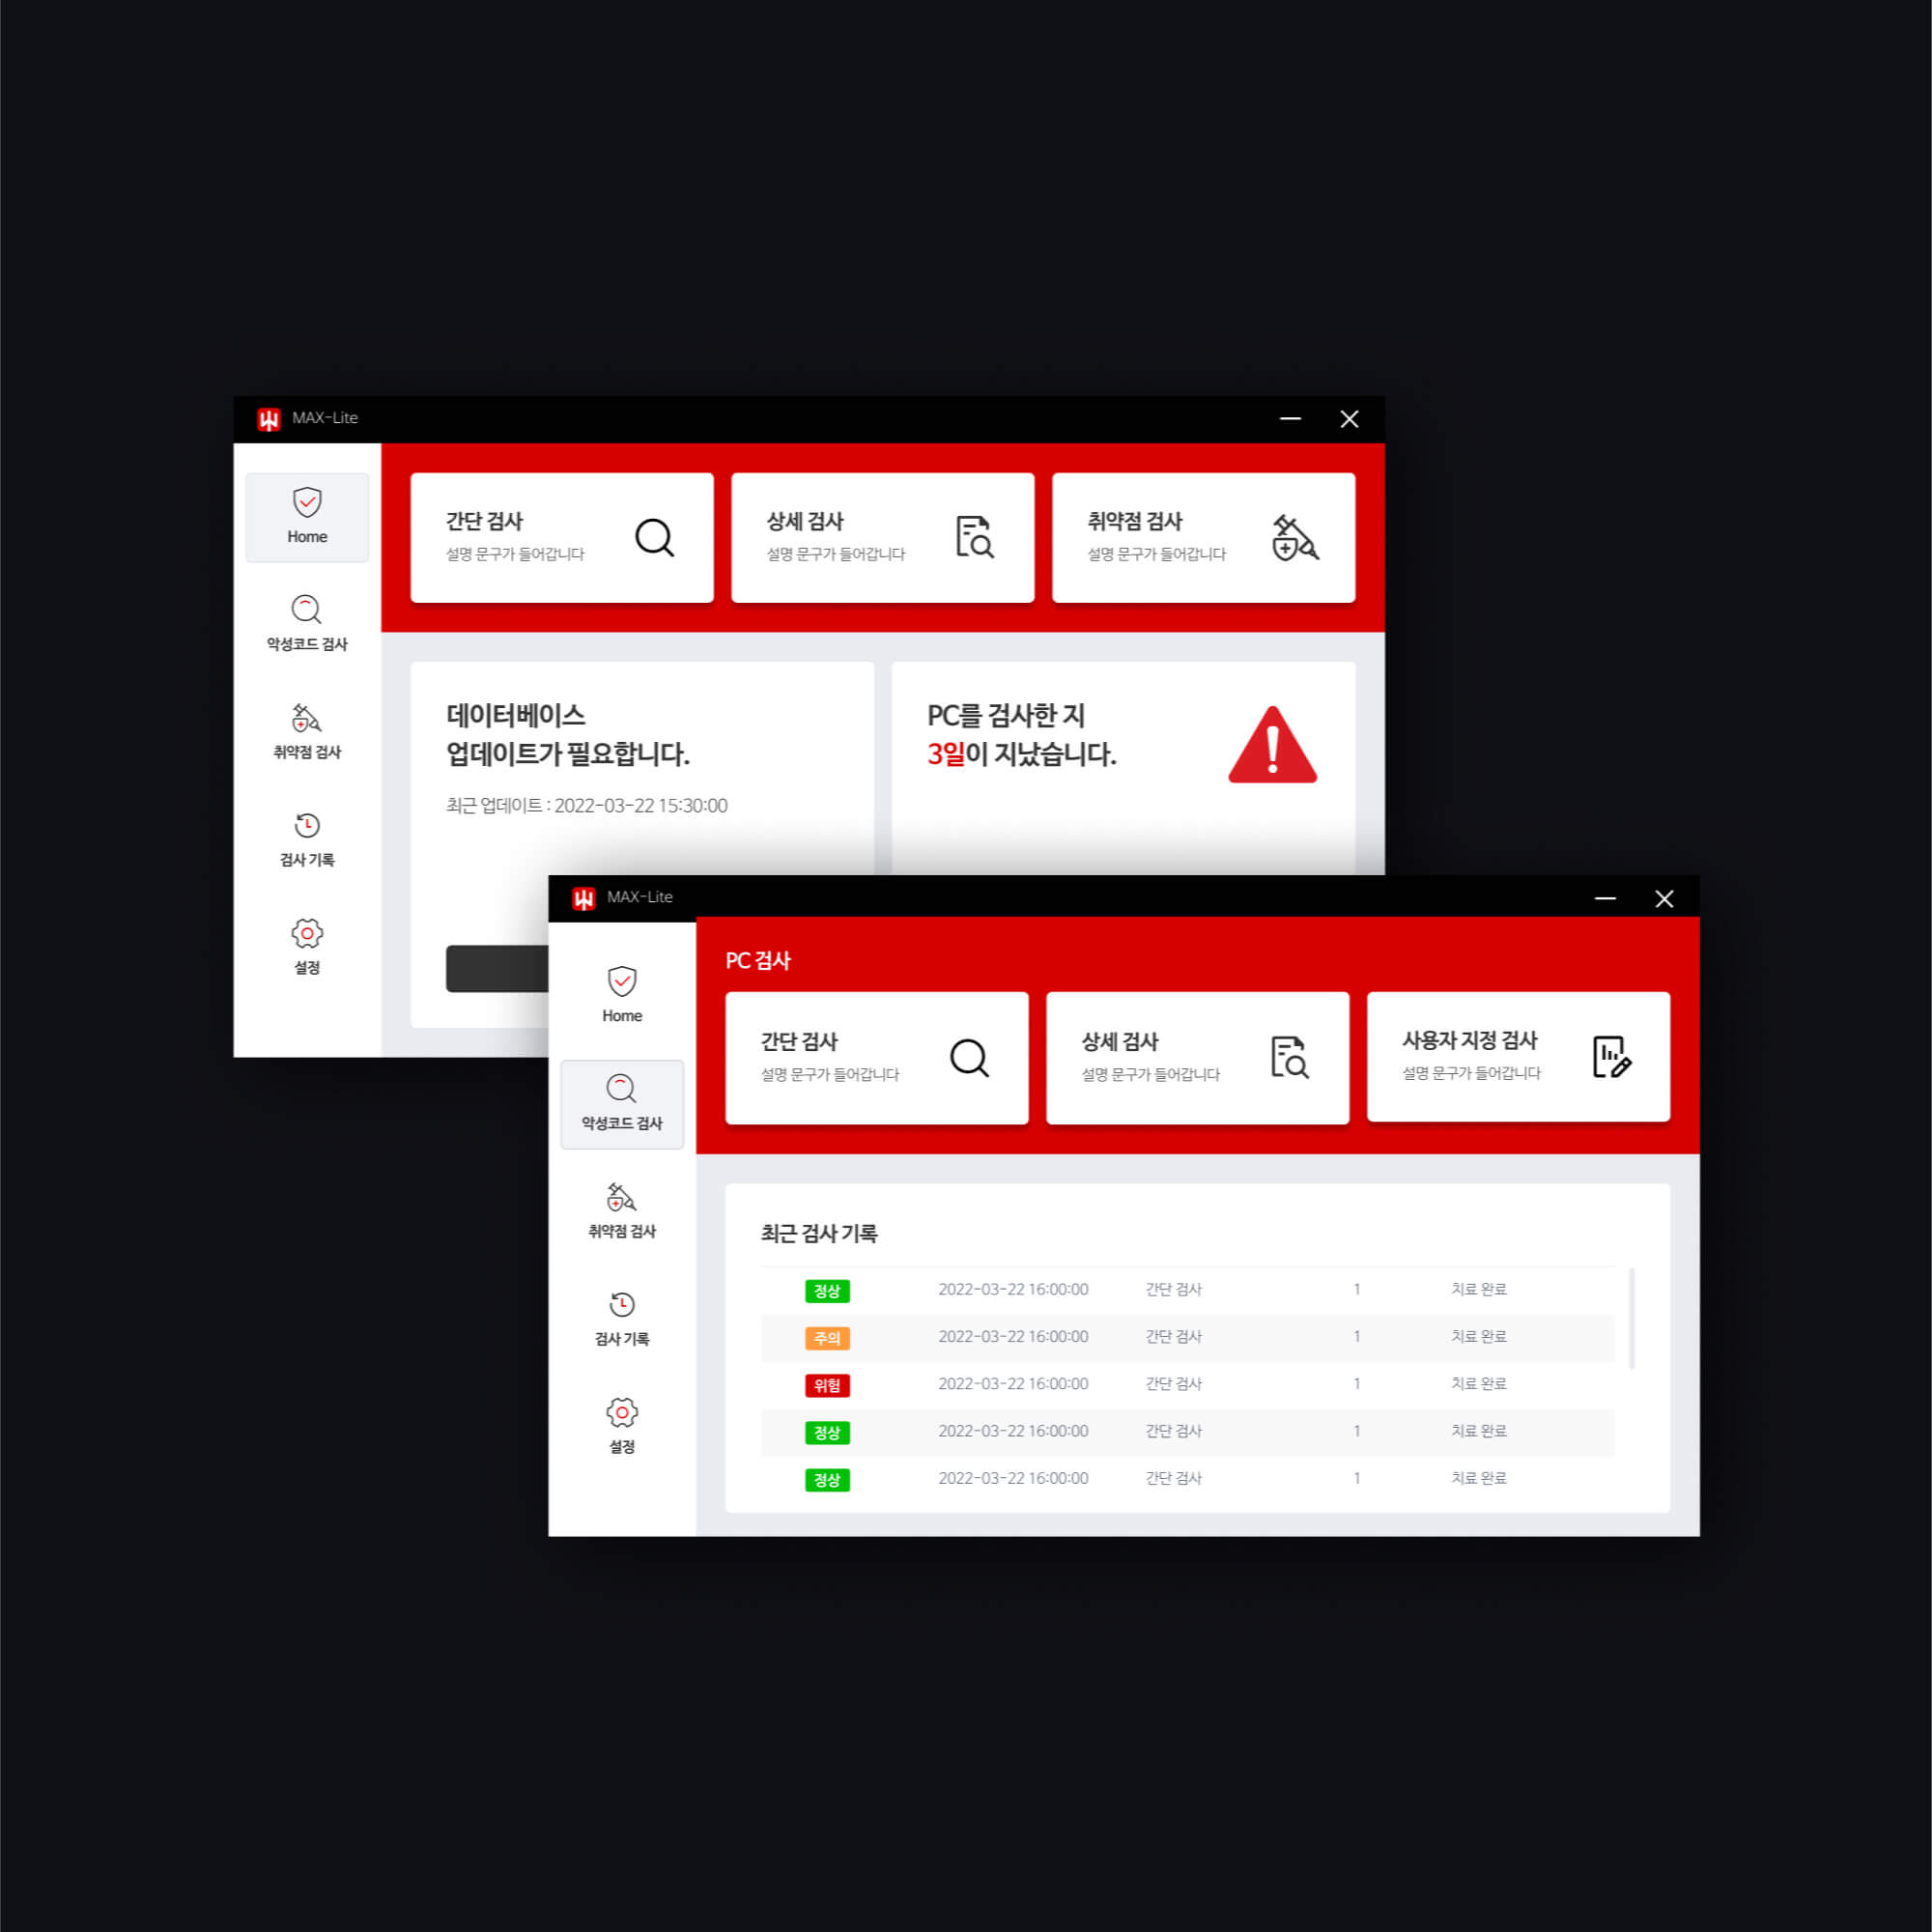 MAX-Lite
Home
악성코드 검사
취약점 검사
검사 기록
설정
간단 검사
설명 문구가 들어갑니다
상세 검사
설명 문구가 들어갑니다
취약점 검사
설명 문구가 들어갑니다
데이터베이스
업데이트가 필요합니다.
최근 업데이트 : 2022-03-22 15:30:00
PC를 검사한 지
3일이 지났습니다.
MAX-Lite
Home
악성코드 검사
취약점 검사
검사 기록
설정
PC 검사
간단 검사
설명 문구가 들어갑니다
상세 검사
설명 문구가 들어갑니다
사용자 지정 검사
설명 문구가 들어갑니다
최근 검사 기록
정상 2022-03-22 16:00:00 간단 검사 1 치료 완료
주의 2022-03-22 16:00:00 간단 검사 1 치료 완료
위험 2022-03-22 16:00:00 간단 검사 1 치료 완료
정상 2022-03-22 16:00:00 간단 검사 1 치료 완료
정상 2022-03-22 16:00:00 간단 검사 1 치료 완료